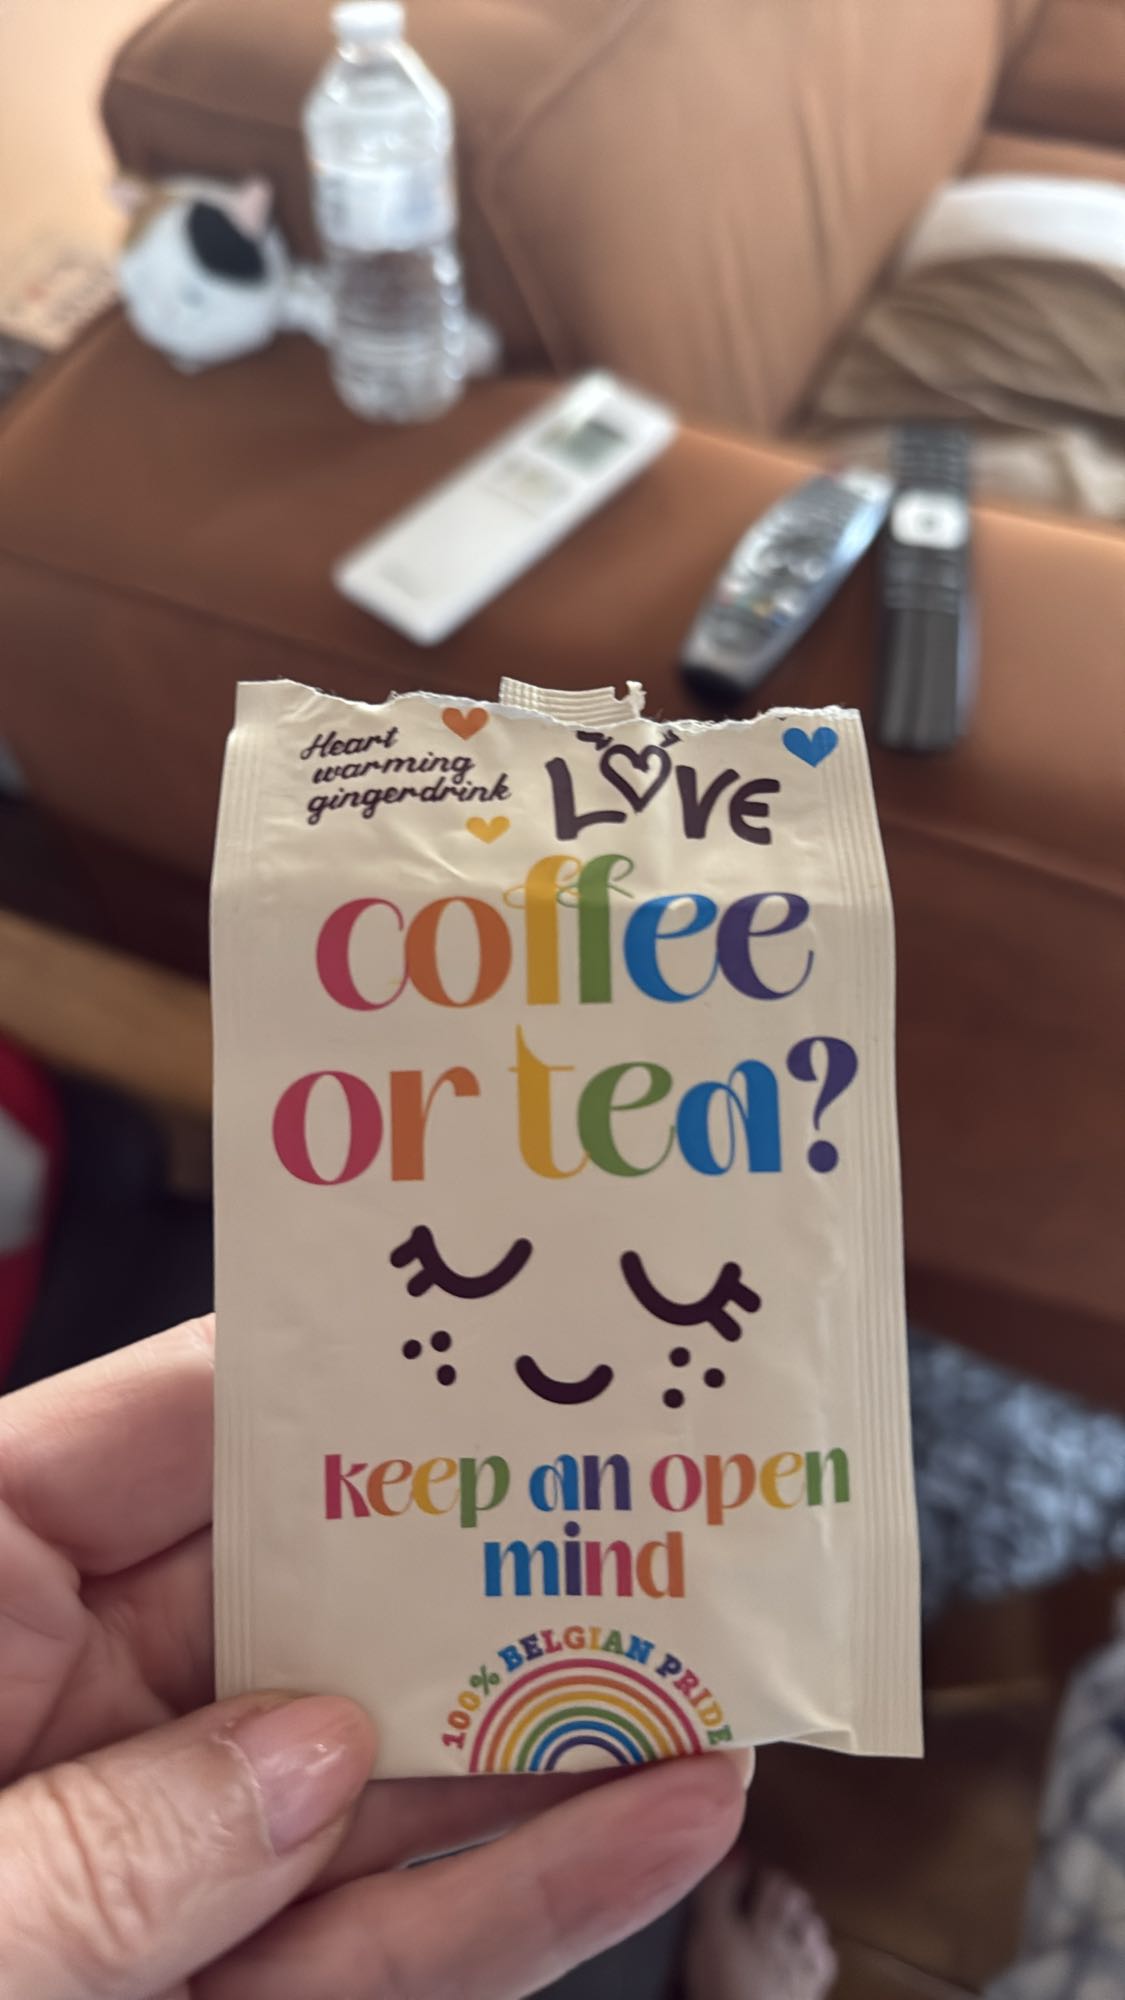 Heart
warming
gingerdrink
LOVE
coffee
or tea?
keep an open
mind
100% BELGIAN PRIDE